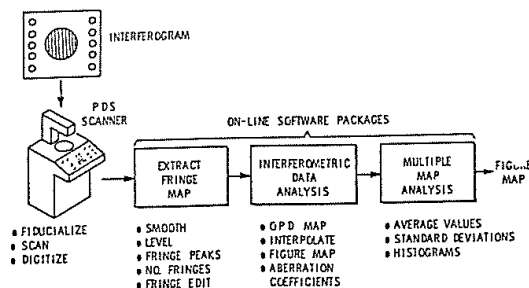 INTERFEROGRAM
PDS
SCANNER
ON-LINE SOFTWARE PACKAGES
EXTRACT
FRINGE
MAP
INTERFEROMETRIC
DATA
ANALYSIS
MULTIPLE
MAP
ANALYSIS
FIGURE
MAP
• FIDUCIALIZE
• SCAN
• DIGITIZE
• SMOOTH
• LEVEL
• FRINGE PEAKS
• NO. FRINGES
• FRINGE EDIT
• OPD MAP
• INTERPOLATE
• FIGURE MAP
• ABERRATION
COEFFICIENTS
• AVERAGE VALUES
• STANDARD DEVIATIONS
• HISTOGRAMS